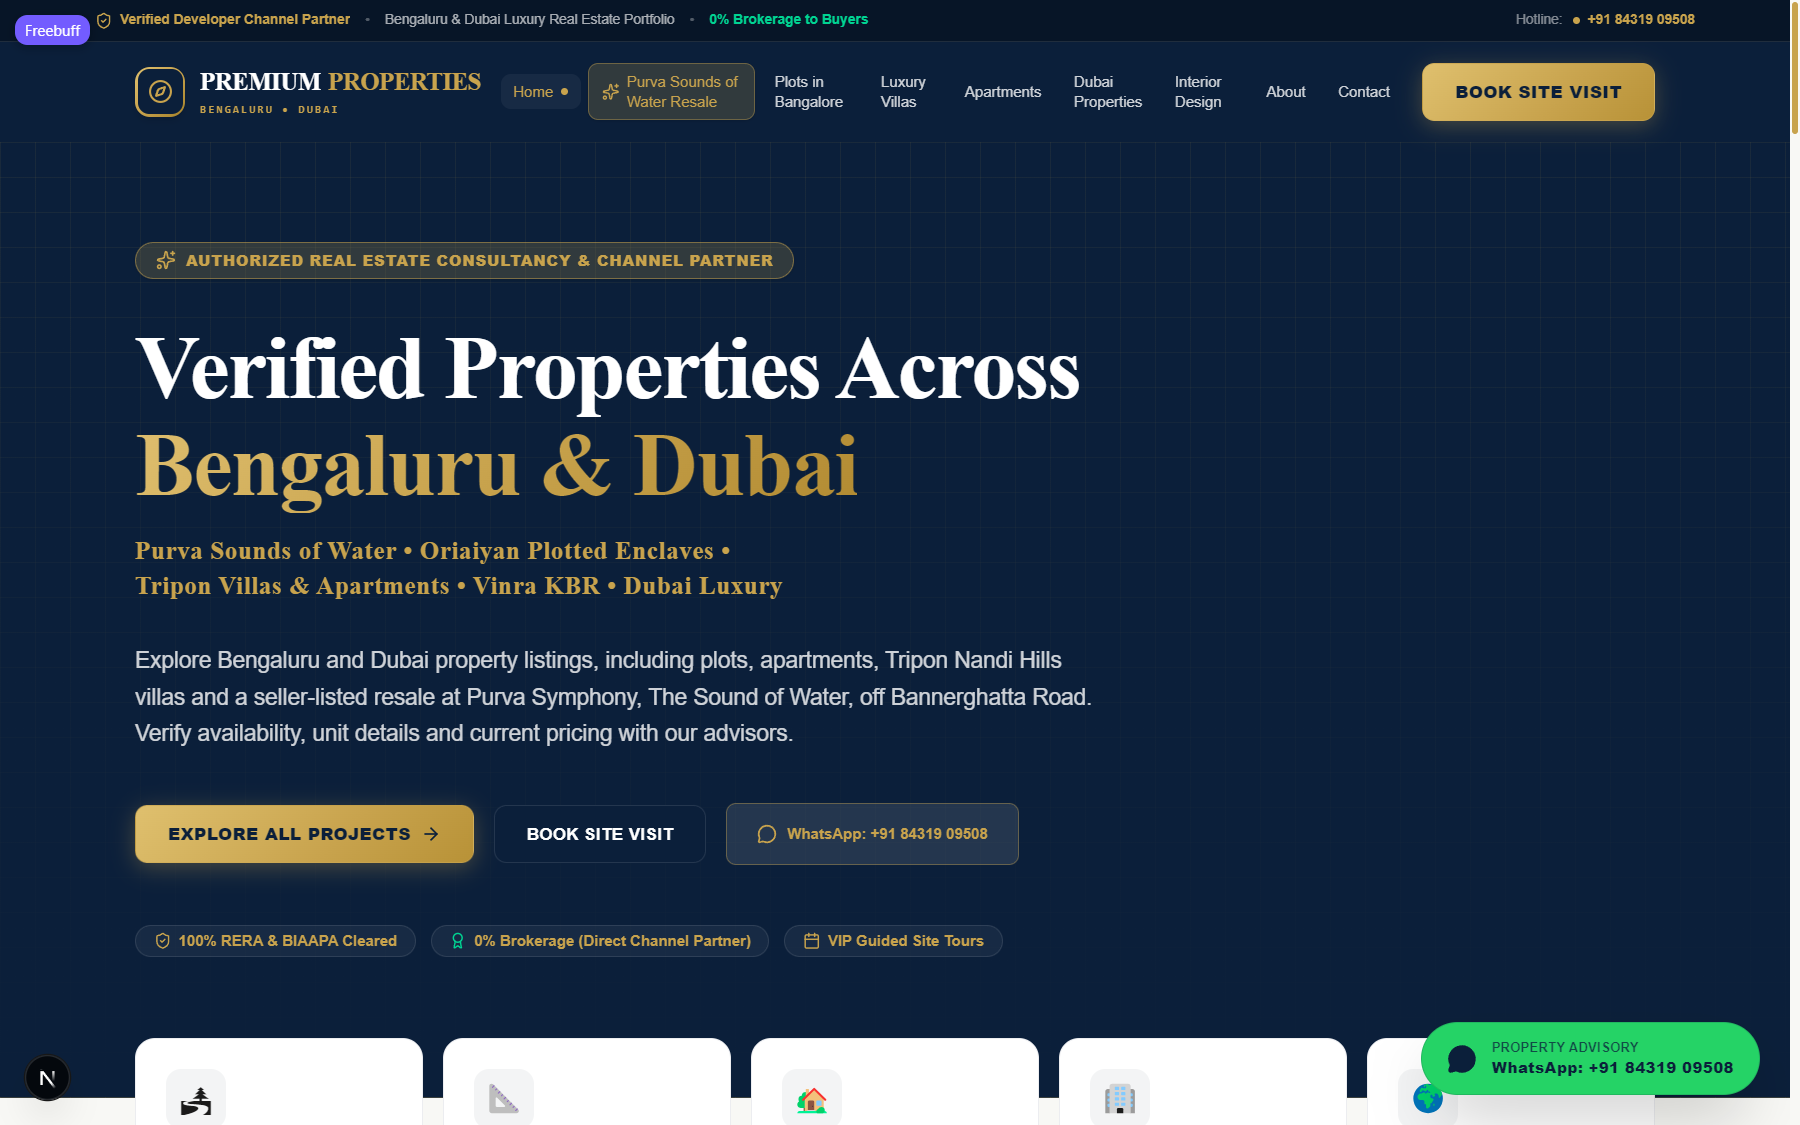 Verified Developer Channel Partner • Bengaluru & Dubai Luxury Real Estate Portfolio • 0% Brokerage to Buyers
Hotline: • +91 84319 09508
Freebuff
PREMIUM PROPERTIES
BENGALURU • DUBAI
Home
Purva Sounds of
Water Resale
Plots in
Bangalore
Luxury
Villas
Apartments
Dubai
Properties
Interior
Design
About
Contact
BOOK SITE VISIT
AUTHORIZED REAL ESTATE CONSULTANCY & CHANNEL PARTNER
Verified Properties Across
Bengaluru & Dubai
Purva Sounds of Water • Oriaiyan Plotted Enclaves •
Tripon Villas & Apartments • Vinra KBR • Dubai Luxury
Explore Bengaluru and Dubai property listings, including plots, apartments, Tripon Nandi Hills
villas and a seller-listed resale at Purva Symphony, The Sound of Water, off Bannerghatta Road.
Verify availability, unit details and current pricing with our advisors.
EXPLORE ALL PROJECTS →
BOOK SITE VISIT
WhatsApp: +91 84319 09508
100% RERA & BIAAPA Cleared
0% Brokerage (Direct Channel Partner)
VIP Guided Site Tours
PROPERTY ADVISORY
WhatsApp: +91 84319 09508
N